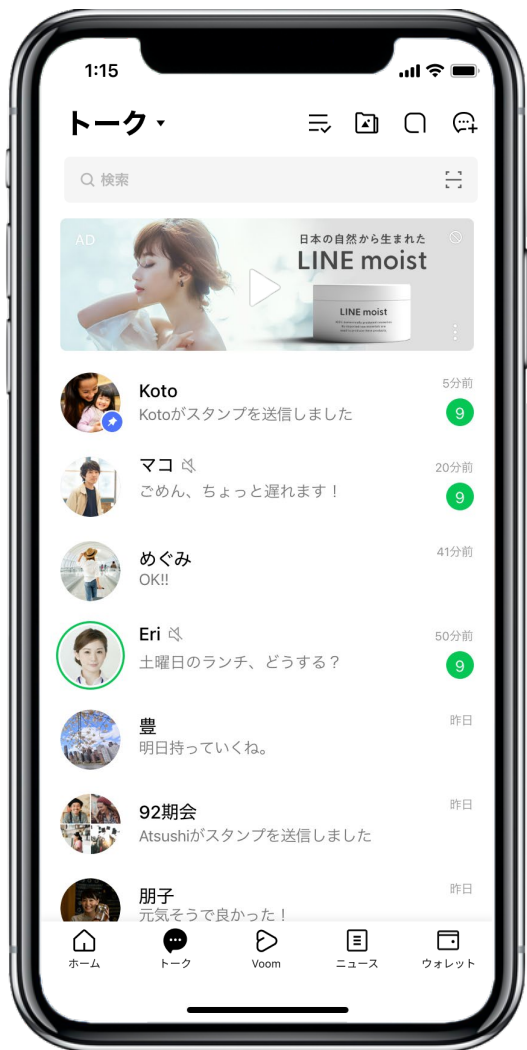 1:15
トーク
検索
AD
日本の自然から生まれた
LINE moist
LINE moist
Koto
5分前
Kotoがスタンプを送信しました
9
マコ
20分前
ごめん、ちょっと遅れます！
9
めぐみ
41分前
OK!!
Eri
50分前
土曜日のランチ、どうする？
9
豊
昨日
明日持っていくね。
92期会
昨日
Atsushiがスタンプを送信しました
朋子
昨日
元気そうで良かった！
ホーム
トーク
Voom
ニュース
ウォレット